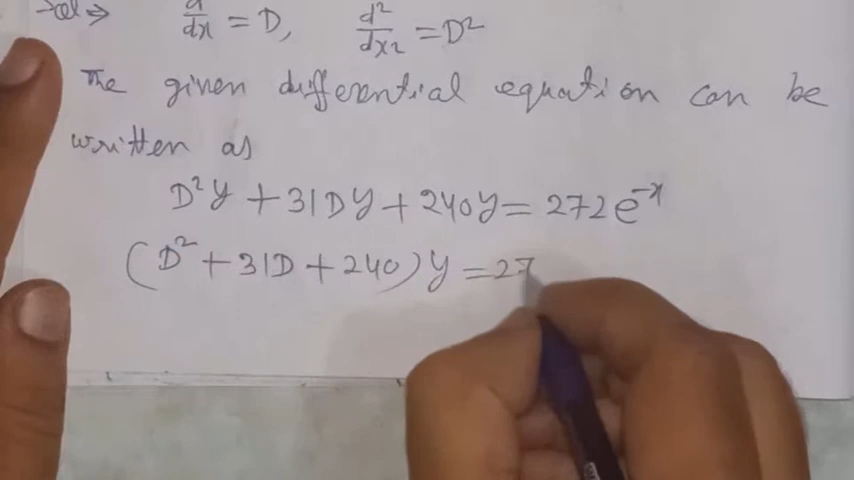 Sol ⇒ d/dx = D, d²/dx² = D²
The given differential equation can be
written as
D²y + 31Dy + 240y = 272e⁻ˣ
(D² + 31D + 240)y = 27